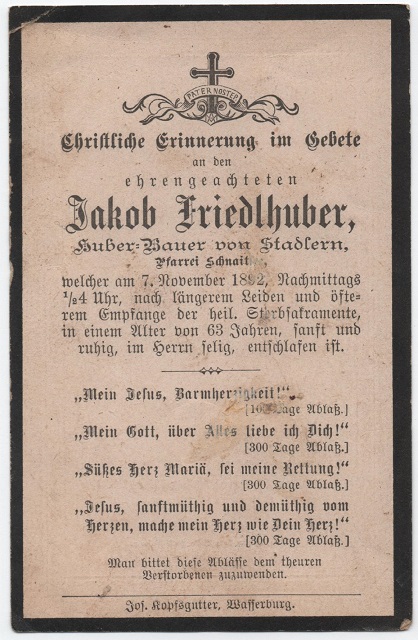 PATER NOSTER
Christliche Erinnerung im Gebete
an den
ehrengeachteten
Jakob Friedlhuber,
Huber-Bauer von Stadlern,
Pfarrei Schnait
welcher am 7. November 1892, Nachmittags
1/24 Uhr, nach längerem Leiden und öfte-
rem Empfange der heil. Sterbsakramente,
in einem Alter von 63 Jahren, sanft und
ruhig, im Herrn selig, entschlafen ist.
„Mein Jesus, Barmherzigkeit!“
[100 Tage Ablaß.]
„Mein Gott, über Alles liebe ich Dich!“
[300 Tage Ablaß.]
„Süßes Herz Mariä, sei meine Rettung!“
[300 Tage Ablaß.]
„Jesus, sanftmüthig und demüthig vom
Herzen, mache mein Herz wie Dein Herz!“
[300 Tage Ablaß.]
Man bittet diese Ablässe dem theuren
Verstorbenen zuzuwenden.
Jos. Kopfsgutter, Wasserburg.